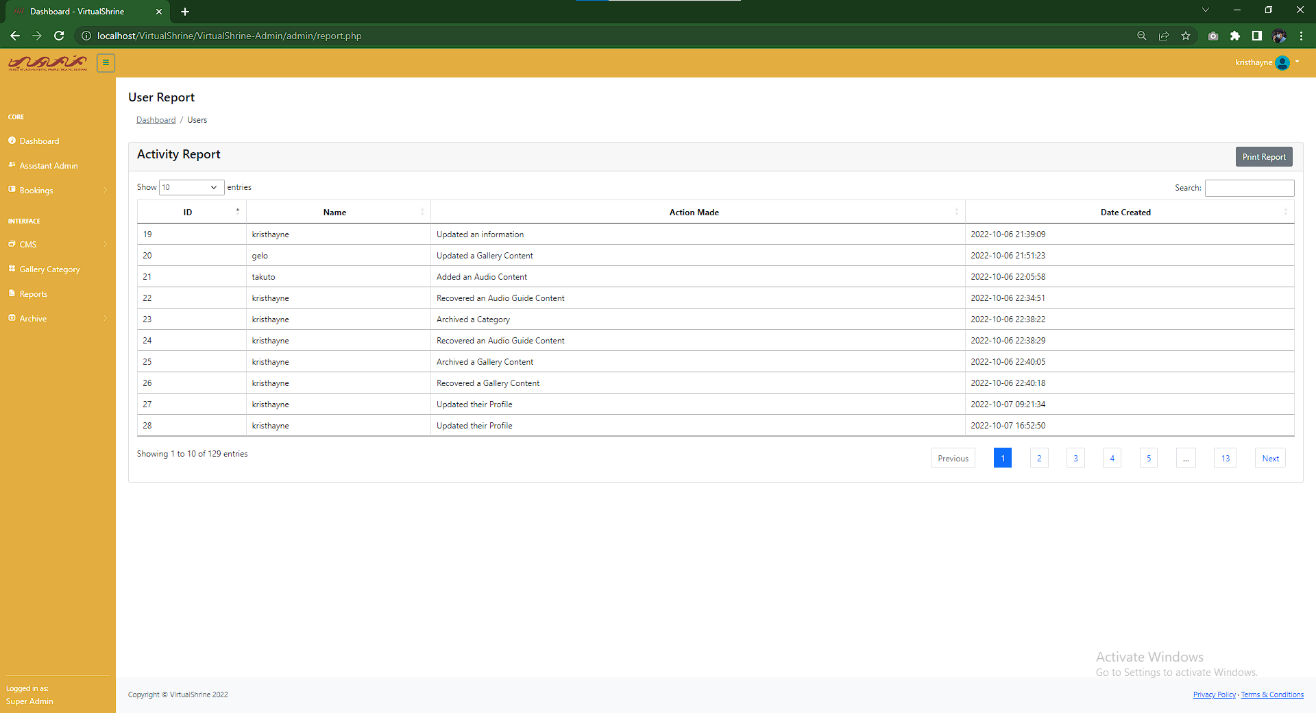 Dashboard - VirtualShrine
localhost/VirtualShrine/VirtualShrine-Admin/admin/report.php
kristhayne
CORE
Dashboard
Assistant Admin
Bookings
INTERFACE
CMS
Gallery Category
Reports
Archive
Logged in as:
Super Admin
User Report
Dashboard / Users
Activity Report
Print Report
Show 10 entries
Search:
ID Name Action Made Date Created
19 kristhayne Updated an information 2022-10-06 21:39:09
20 gelo Updated a Gallery Content 2022-10-06 21:51:23
21 takuto Added an Audio Content 2022-10-06 22:05:58
22 kristhayne Recovered an Audio Guide Content 2022-10-06 22:34:51
23 kristhayne Archived a Category 2022-10-06 22:38:22
24 kristhayne Recovered an Audio Guide Content 2022-10-06 22:38:29
25 kristhayne Archived a Gallery Content 2022-10-06 22:40:05
26 kristhayne Recovered a Gallery Content 2022-10-06 22:40:18
27 kristhayne Updated their Profile 2022-10-07 09:21:34
28 kristhayne Updated their Profile 2022-10-07 16:52:50
Showing 1 to 10 of 129 entries
Previous 1 2 3 4 5 ... 13 Next
Activate Windows
Go to Settings to activate Windows.
Copyright © VirtualShrine 2022
Privacy Policy · Terms & Conditions